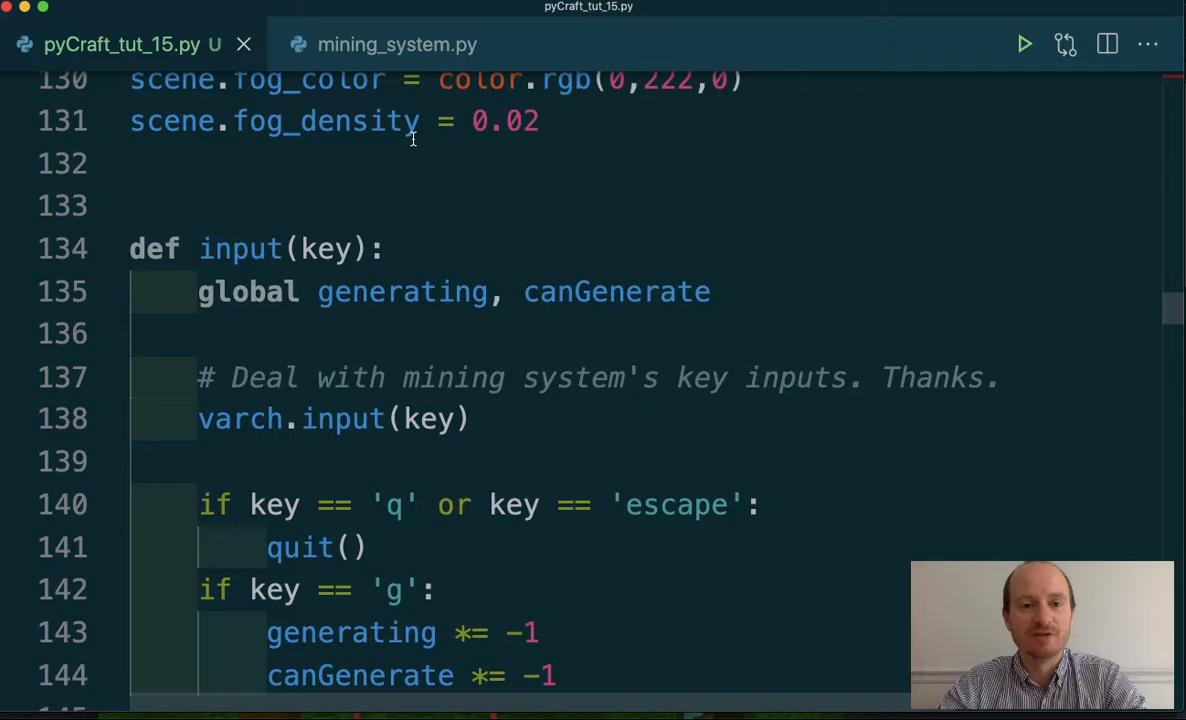 pyCraft_tut_15.py
pyCraft_tut_15.py U mining_system.py
130 scene.fog_color = color.rgb(0,222,0)
131 scene.fog_density = 0.02
132
133
134 def input(key):
135 global generating, canGenerate
136
137 # Deal with mining system's key inputs. Thanks.
138 varch.input(key)
139
140 if key == 'q' or key == 'escape':
141 quit()
142 if key == 'g':
143 generating *= -1
144 canGenerate *= -1